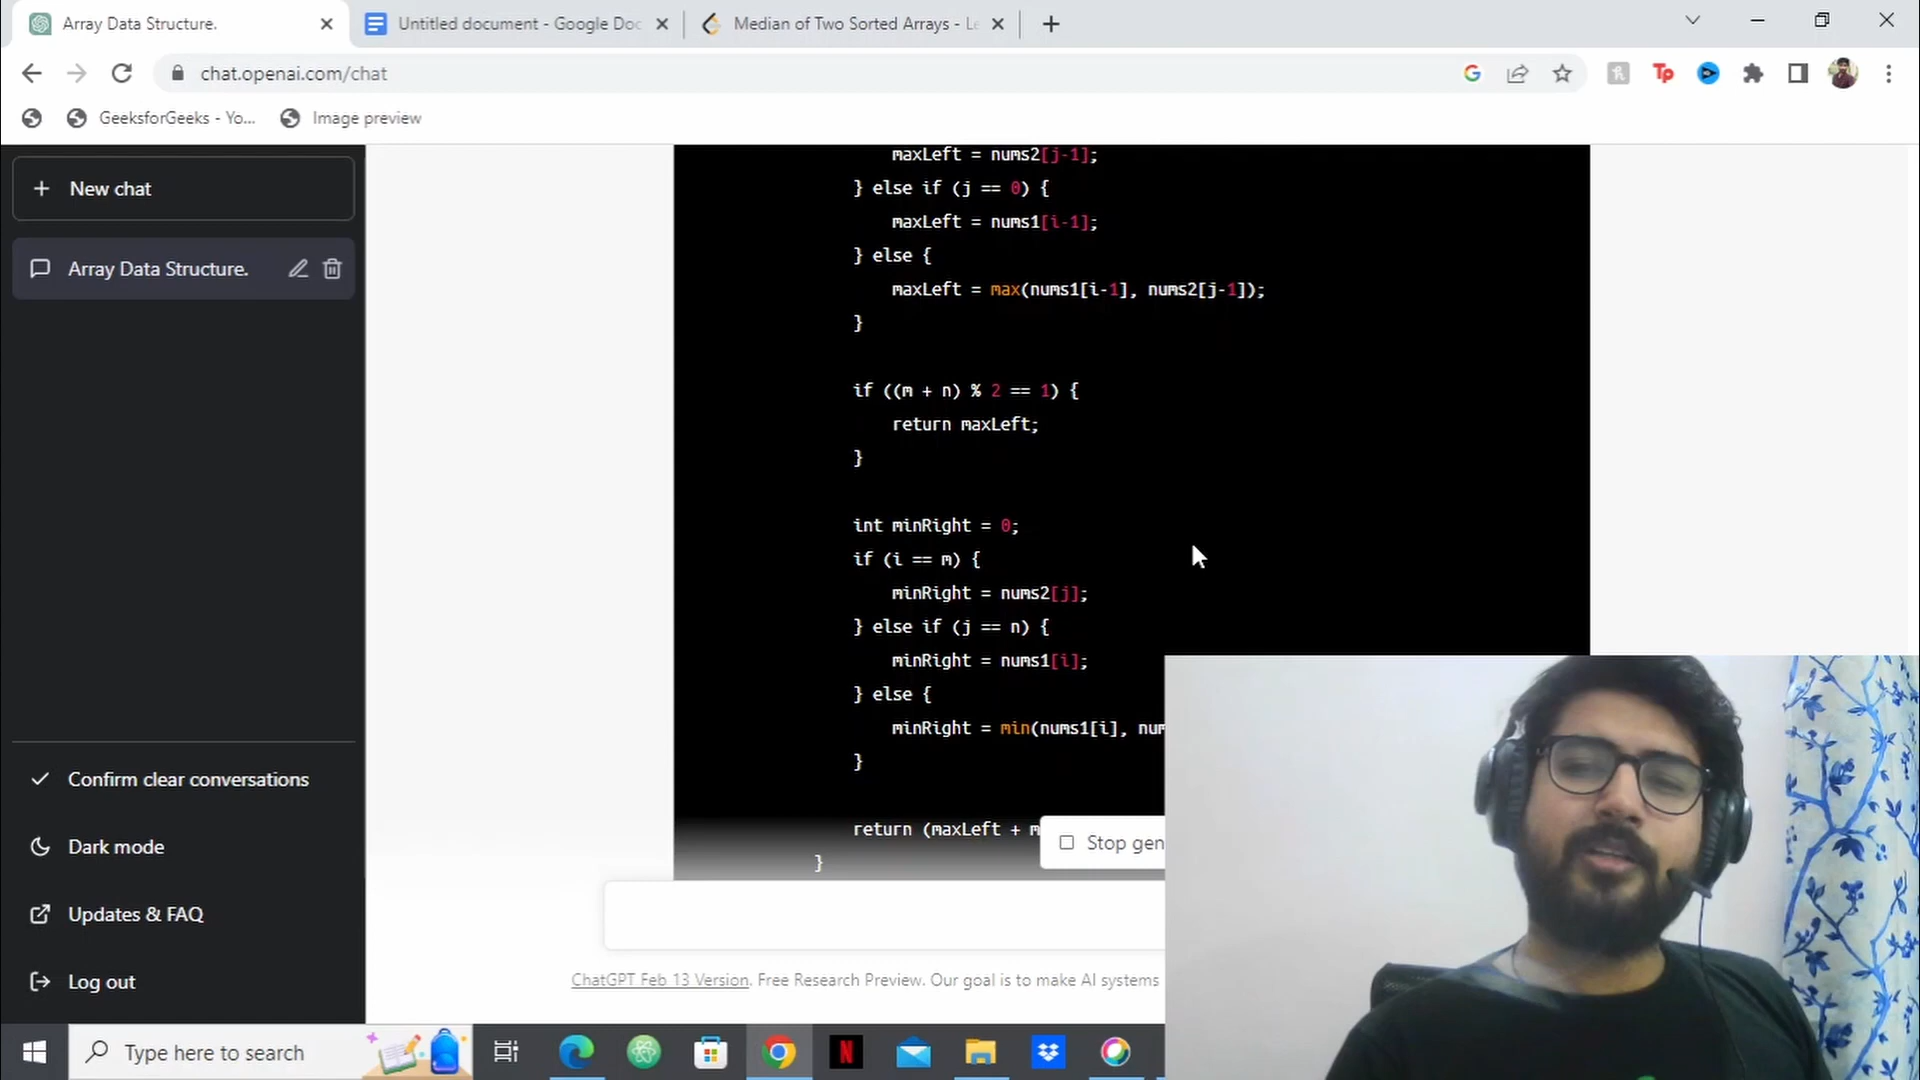 Array Data Structure.
Untitled document - Google Doc
Median of Two Sorted Arrays - Le
chat.openai.com/chat
GeeksforGeeks - Yo...
Image preview
New chat
Array Data Structure.
maxLeft = nums2[j-1];
} else if (j == 0) {
maxLeft = nums1[i-1];
} else {
maxLeft = max(nums1[i-1], nums2[j-1]);
}
if ((m + n) % 2 == 1) {
return maxLeft;
}
int minRight = 0;
if (i == m) {
minRight = nums2[j];
} else if (j == n) {
minRight = nums1[i];
} else {
minRight = min(nums1[i], num
}
return (maxLeft + m
}
Stop gen
Confirm clear conversations
Dark mode
Updates & FAQ
Log out
ChatGPT Feb 13 Version. Free Research Preview. Our goal is to make AI systems
Type here to search